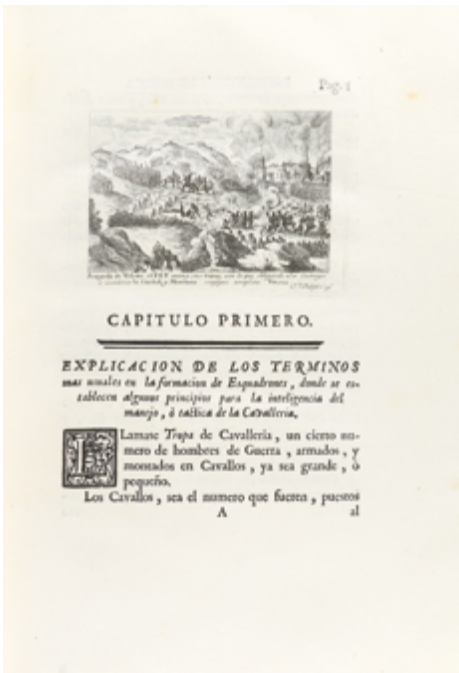 Pag. 1
CAPITULO PRIMERO.
EXPLICACION DE LOS TERMINOS
mas usuales en la formacion de Esquadrones, donde se es-
tablecen algunos principios para la inteligencia del
manejo, ò tactica de la Cavalleria.
LLamase Tropa de Cavalleria, un cierto nu-
mero de hombres de Guerra, armados, y
montados en Cavallos, ya sea grande, ò
pequeño.
Los Cavallos, sea el numero que fueren, puestos
A al